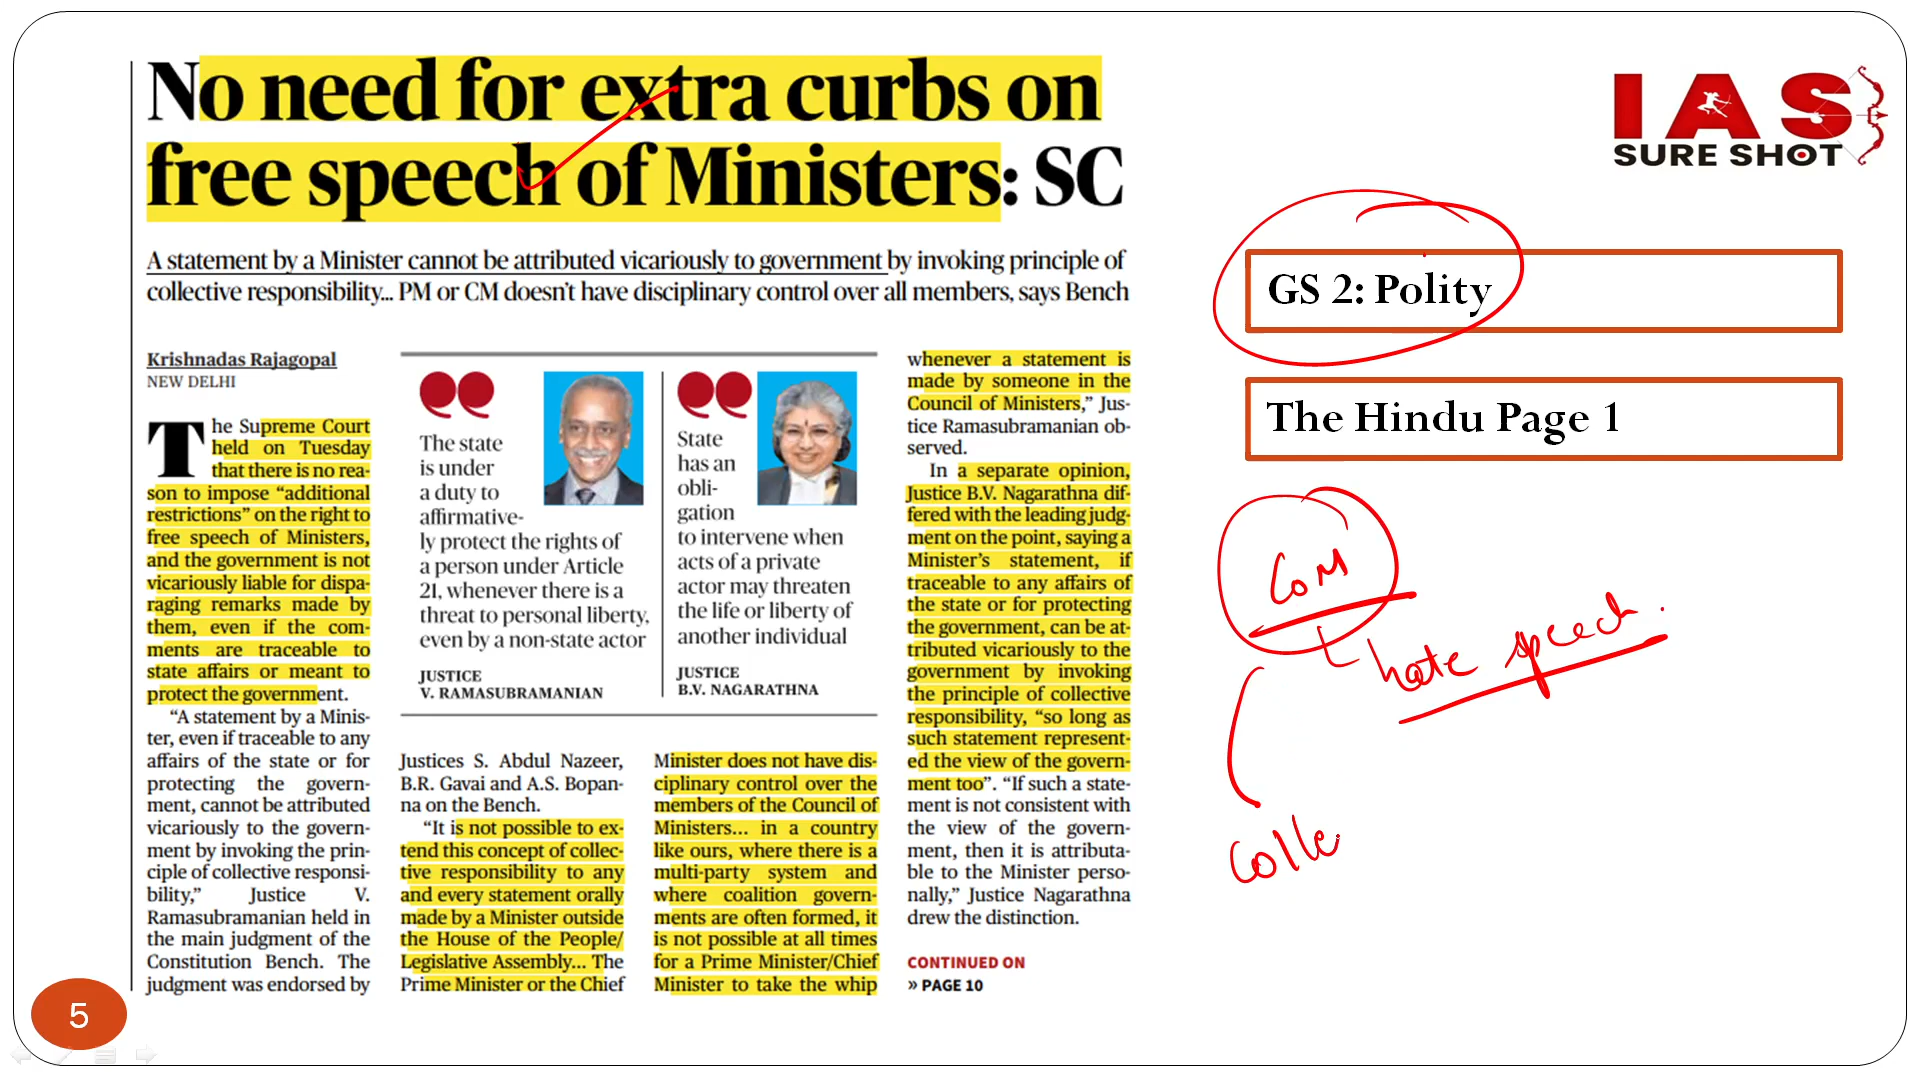 No need for extra curbs on
free speech of Ministers: SC
A statement by a Minister cannot be attributed vicariously to government by invoking principle of
collective responsibility... PM or CM doesn't have disciplinary control over all members, says Bench
Krishnadas Rajagopal
NEW DELHI
The Supreme Court
held on Tuesday
that there is no rea-
son to impose “additional
restrictions” on the right to
free speech of Ministers,
and the government is not
vicariously liable for dispa-
raging remarks made by
them, even if the com-
ments are traceable to
state affairs or meant to
protect the government.
“A statement by a Minis-
ter, even if traceable to any
affairs of the state or for
protecting the govern-
ment, cannot be attributed
vicariously to the govern-
ment by invoking the prin-
ciple of collective responsi-
bility,” Justice V.
Ramasubramanian held in
the main judgment of the
Constitution Bench. The
judgment was endorsed by
The state
is under
a duty to
affirmative-
ly protect the rights of
a person under Article
21, whenever there is a
threat to personal liberty,
even by a non-state actor
JUSTICE
V. RAMASUBRAMANIAN
State
has an
obli-
gation
to intervene when
acts of a private
actor may threaten
the life or liberty of
another individual
JUSTICE
B.V. NAGARATHNA
Justices S. Abdul Nazeer,
B.R. Gavai and A.S. Bopan-
na on the Bench.
“It is not possible to ex-
tend this concept of collec-
tive responsibility to any
and every statement orally
made by a Minister outside
the House of the People/
Legislative Assembly... The
Prime Minister or the Chief
Minister does not have dis-
ciplinary control over the
members of the Council of
Ministers... in a country
like ours, where there is a
multi-party system and
where coalition govern-
ments are often formed, it
is not possible at all times
for a Prime Minister/Chief
Minister to take the whip
whenever a statement is
made by someone in the
Council of Ministers,” Jus-
tice Ramasubramanian ob-
served.
In a separate opinion,
Justice B.V. Nagarathna dif-
fered with the leading judg-
ment on the point, saying a
Minister's statement, if
traceable to any affairs of
the state or for protecting
the government, can be at-
tributed vicariously to the
government by invoking
the principle of collective
responsibility, “so long as
such statement represent-
ed the view of the govern-
ment too”. “If such a state-
ment is not consistent with
the view of the govern-
ment, then it is attributa-
ble to the Minister perso-
nally,” Justice Nagarathna
drew the distinction.
CONTINUED ON
» PAGE 10
IAS
SURE SHOT
GS 2: Polity
The Hindu Page 1
CoM
hate speech.
Colle
5